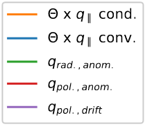 Θ x q∥ cond.
Θ x q∥ conv.
q_rad.,anom.
q_pol.,anom.
q_pol.,drift